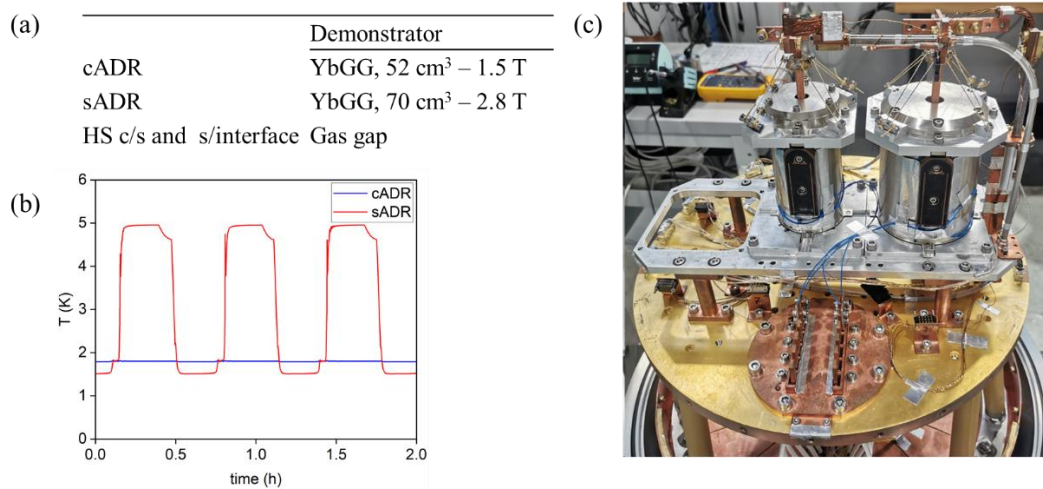 (a)
Demonstrator
cADR YbGG, 52 cm³ – 1.5 T
sADR YbGG, 70 cm³ – 2.8 T
HS c/s and s/interface Gas gap
(b)
6
5
4
3
2
1
0
T (K)
cADR
sADR
0.0 0.5 1.0 1.5 2.0
time (h)
(c)